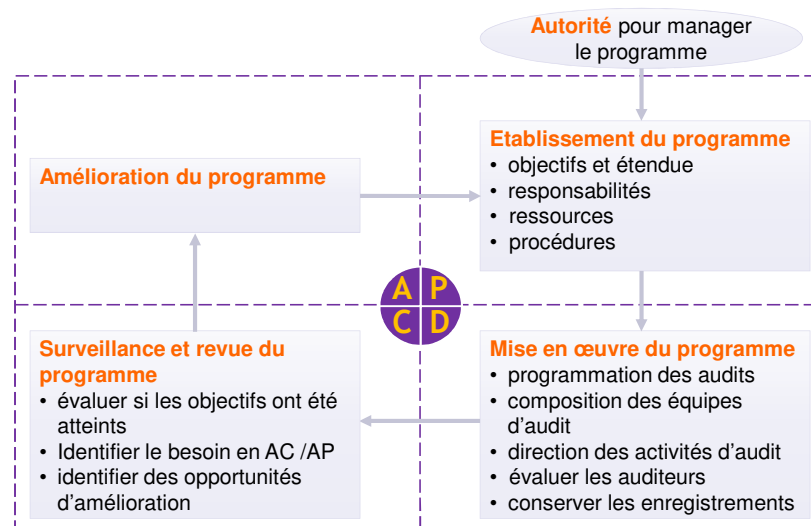 Autorité pour manager
le programme
Etablissement du programme
• objectifs et étendue
• responsabilités
• ressources
• procédures
Amélioration du programme
A P
C D
Surveillance et revue du
programme
• évaluer si les objectifs ont été
atteints
• Identifier le besoin en AC /AP
• identifier des opportunités
d’amélioration
Mise en œuvre du programme
• programmation des audits
• composition des équipes
d’audit
• direction des activités d’audit
• évaluer les auditeurs
• conserver les enregistrements